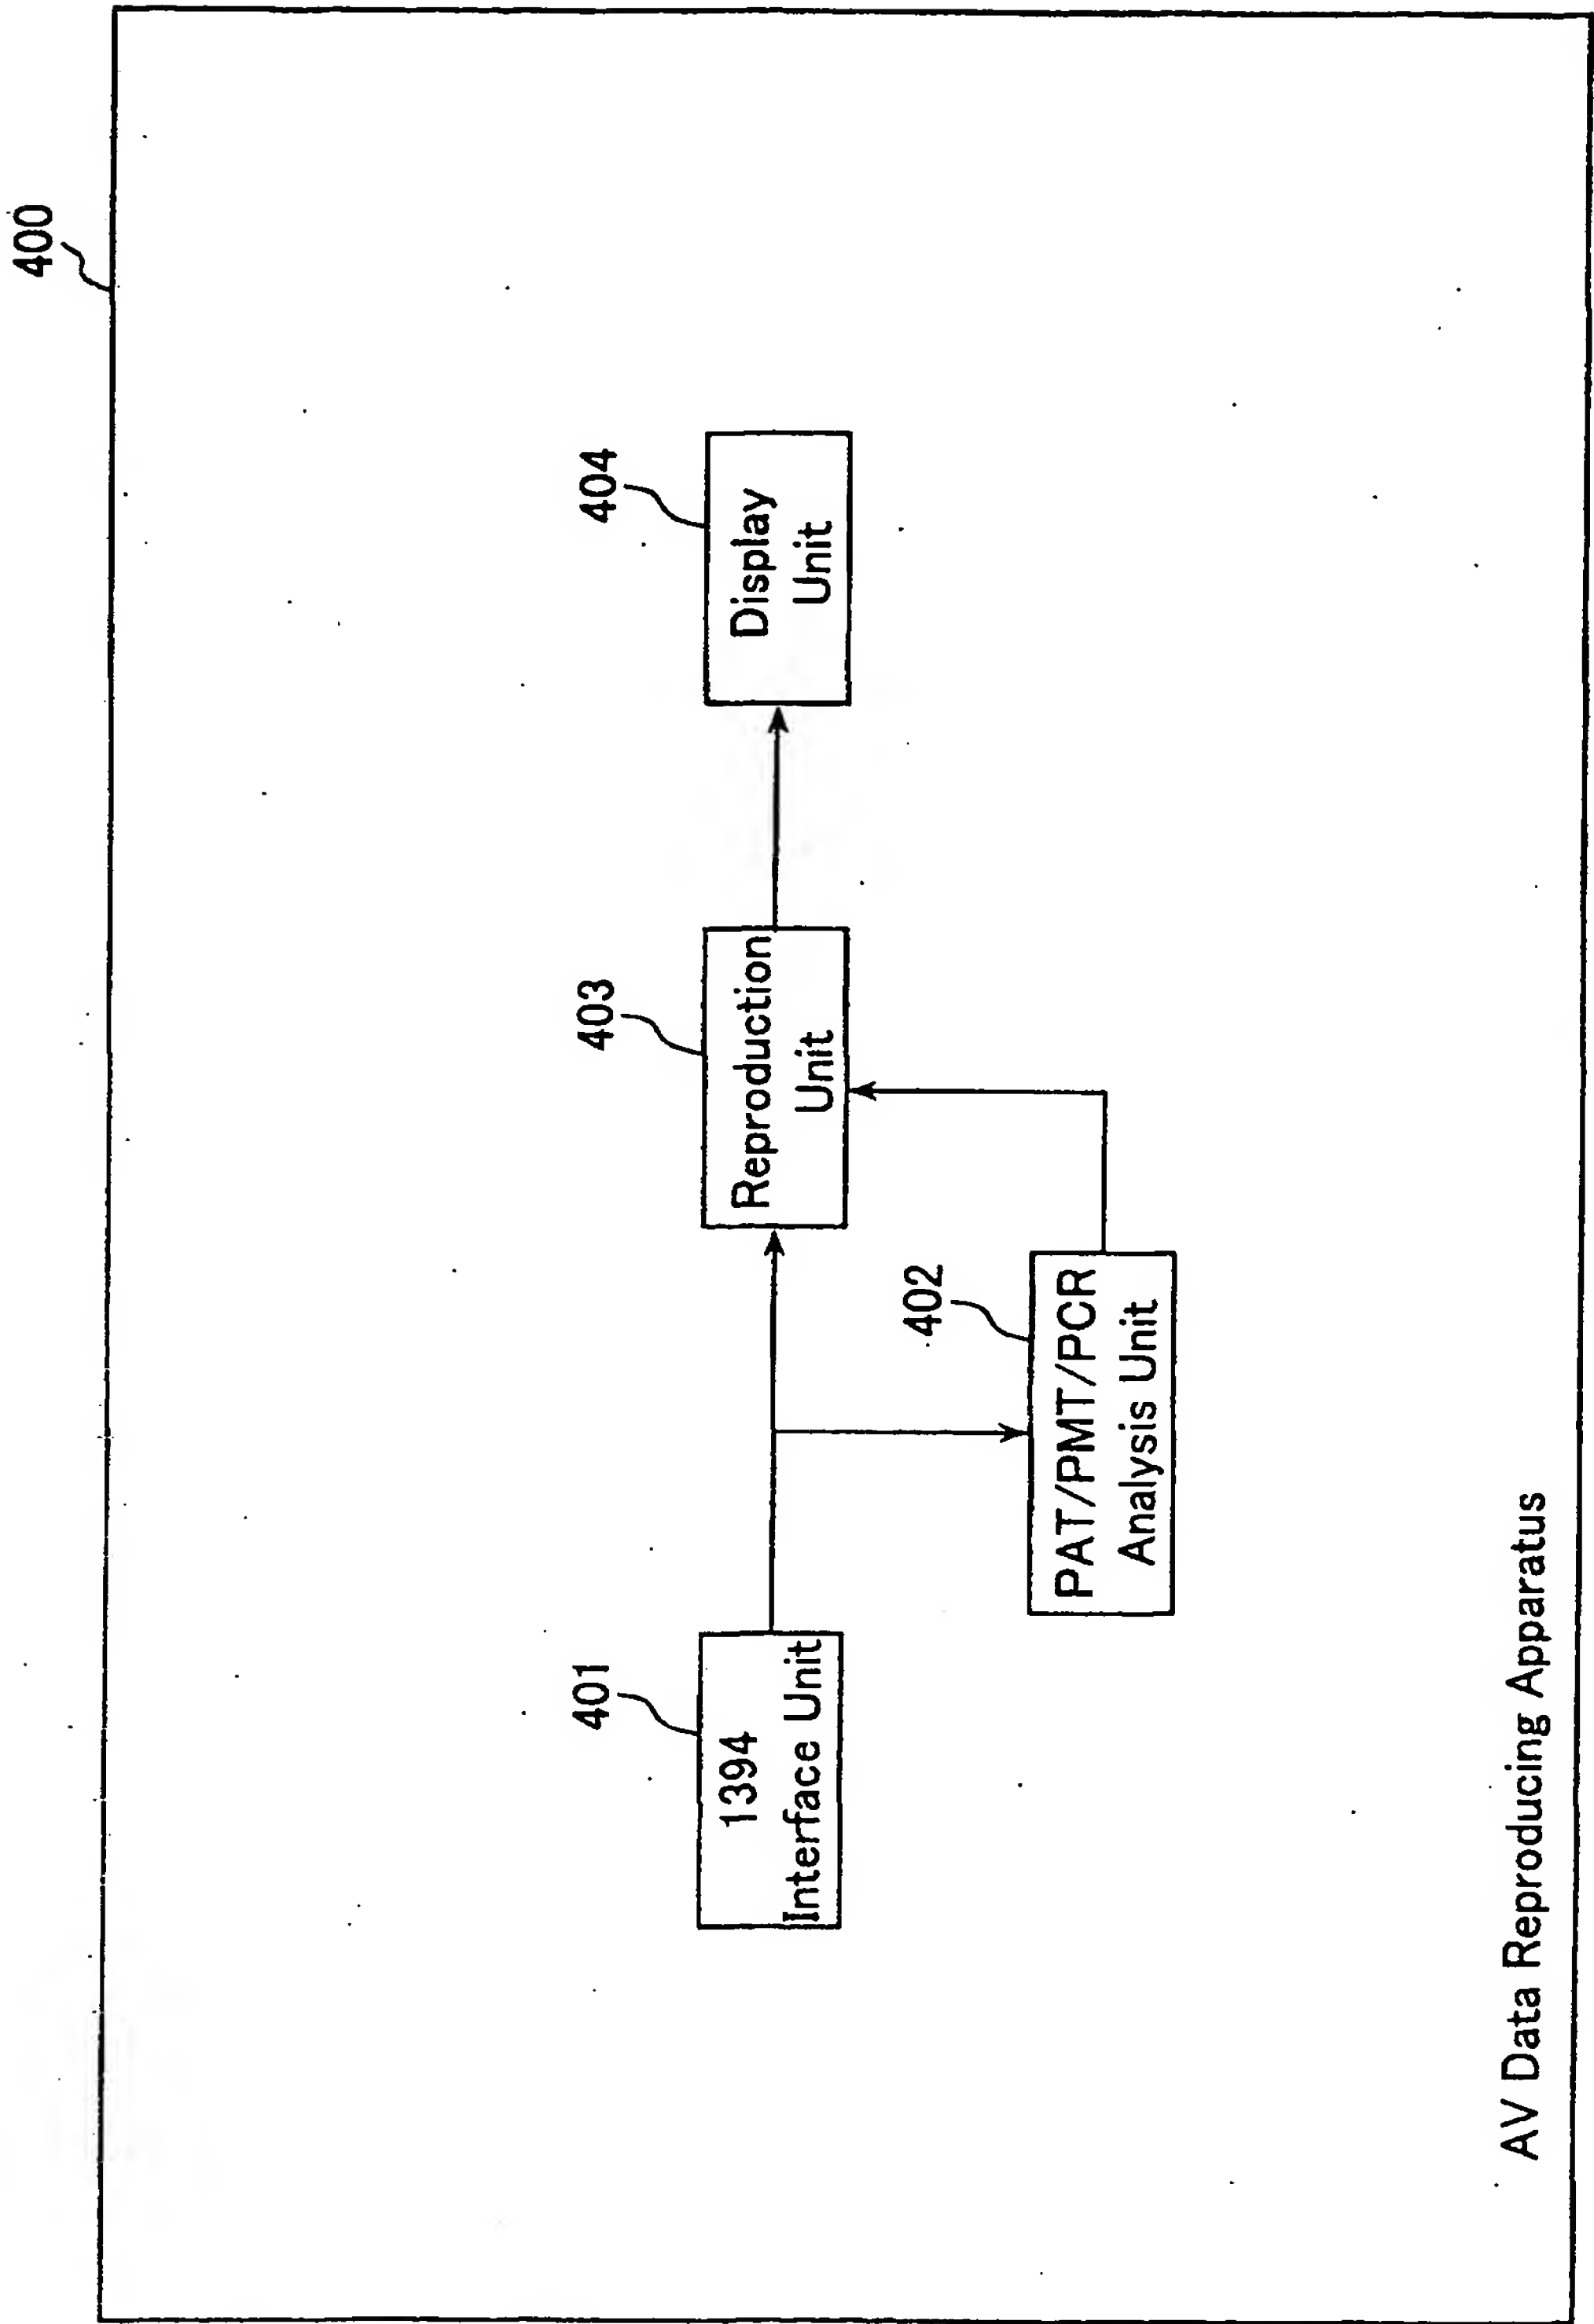 400
401
1394
Interface Unit
402
PAT/PMT/PCR
Analysis Unit
403
Reproduction
Unit
404
Display
Unit
AV Data Reproducing Apparatus